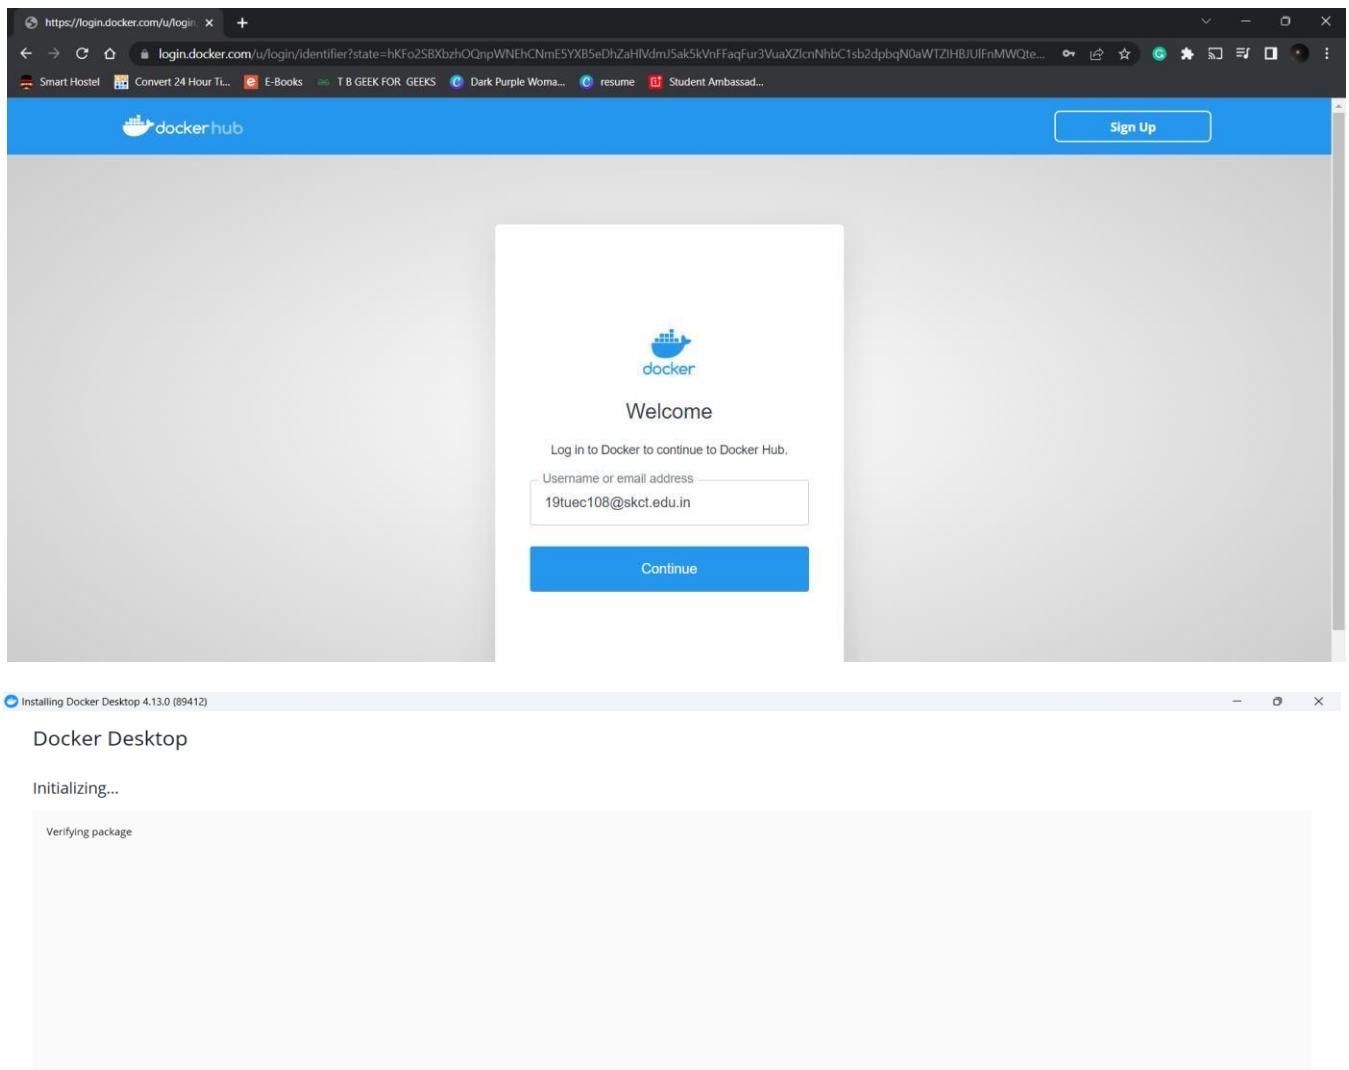 https://login.docker.com/u/login
login.docker.com/u/login/identifier?state=
Smart Hostel Convert 24 Hour Ti... E-Books T B GEEK FOR GEEKS Dark Purple Woma... resume Student Ambassad...
dockerhub Sign Up
docker
Welcome
Log in to Docker to continue to Docker Hub.
Username or email address
19tuec108@skct.edu.in
Continue
Installing Docker Desktop 4.13.0 (89412)
Docker Desktop
Initializing...
Verifying package